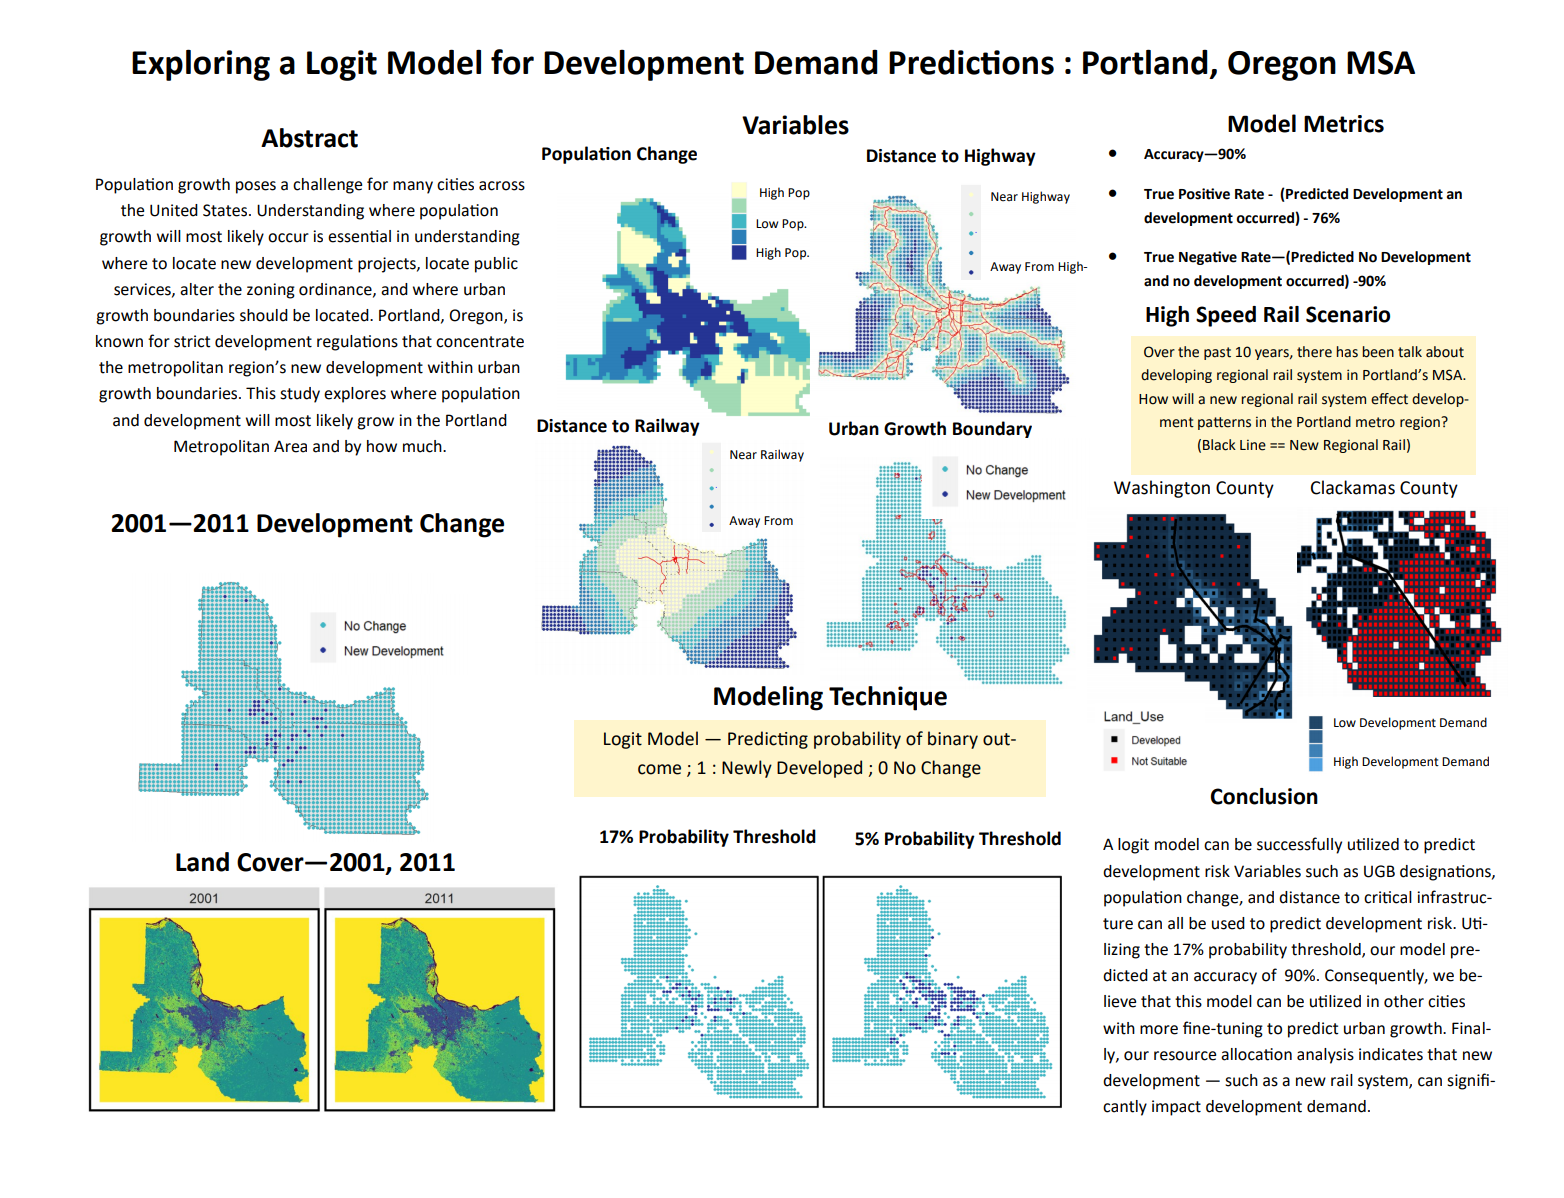 Exploring a Logit Model for Development Demand Predictions : Portland, Oregon MSA
Abstract
Population growth poses a challenge for many cities across
the United States. Understanding where population
growth will most likely occur is essential in understanding
where to locate new development projects, locate public
services, alter the zoning ordinance, and where urban
growth boundaries should be located. Portland, Oregon, is
known for strict development regulations that concentrate
the metropolitan region's new development within urban
growth boundaries. This study explores where population
and development will most likely grow in the Portland
Metropolitan Area and by how much.
2001—2011 Development Change
No Change
New Development
Land Cover—2001, 2011
2001
2011
Variables
Population Change
High Pop
Low Pop.
High Pop.
Distance to Highway
Near Highway
Away From High-
Distance to Railway
Near Railway
Away From
Urban Growth Boundary
No Change
New Development
Modeling Technique
Logit Model — Predicting probability of binary out-
come ; 1 : Newly Developed ; 0 No Change
17% Probability Threshold
5% Probability Threshold
Model Metrics
● Accuracy—90%
● True Positive Rate - (Predicted Development an
development occurred) - 76%
● True Negative Rate—(Predicted No Development
and no development occurred) -90%
High Speed Rail Scenario
Over the past 10 years, there has been talk about
developing regional rail system in Portland's MSA.
How will a new regional rail system effect develop-
ment patterns in the Portland metro region?
(Black Line == New Regional Rail)
Washington County
Clackamas County
Land_Use
Developed
Not Suitable
Low Development Demand
High Development Demand
Conclusion
A logit model can be successfully utilized to predict
development risk Variables such as UGB designations,
population change, and distance to critical infrastruc-
ture can all be used to predict development risk. Uti-
lizing the 17% probability threshold, our model pre-
dicted at an accuracy of 90%. Consequently, we be-
lieve that this model can be utilized in other cities
with more fine-tuning to predict urban growth. Final-
ly, our resource allocation analysis indicates that new
development — such as a new rail system, can signifi-
cantly impact development demand.